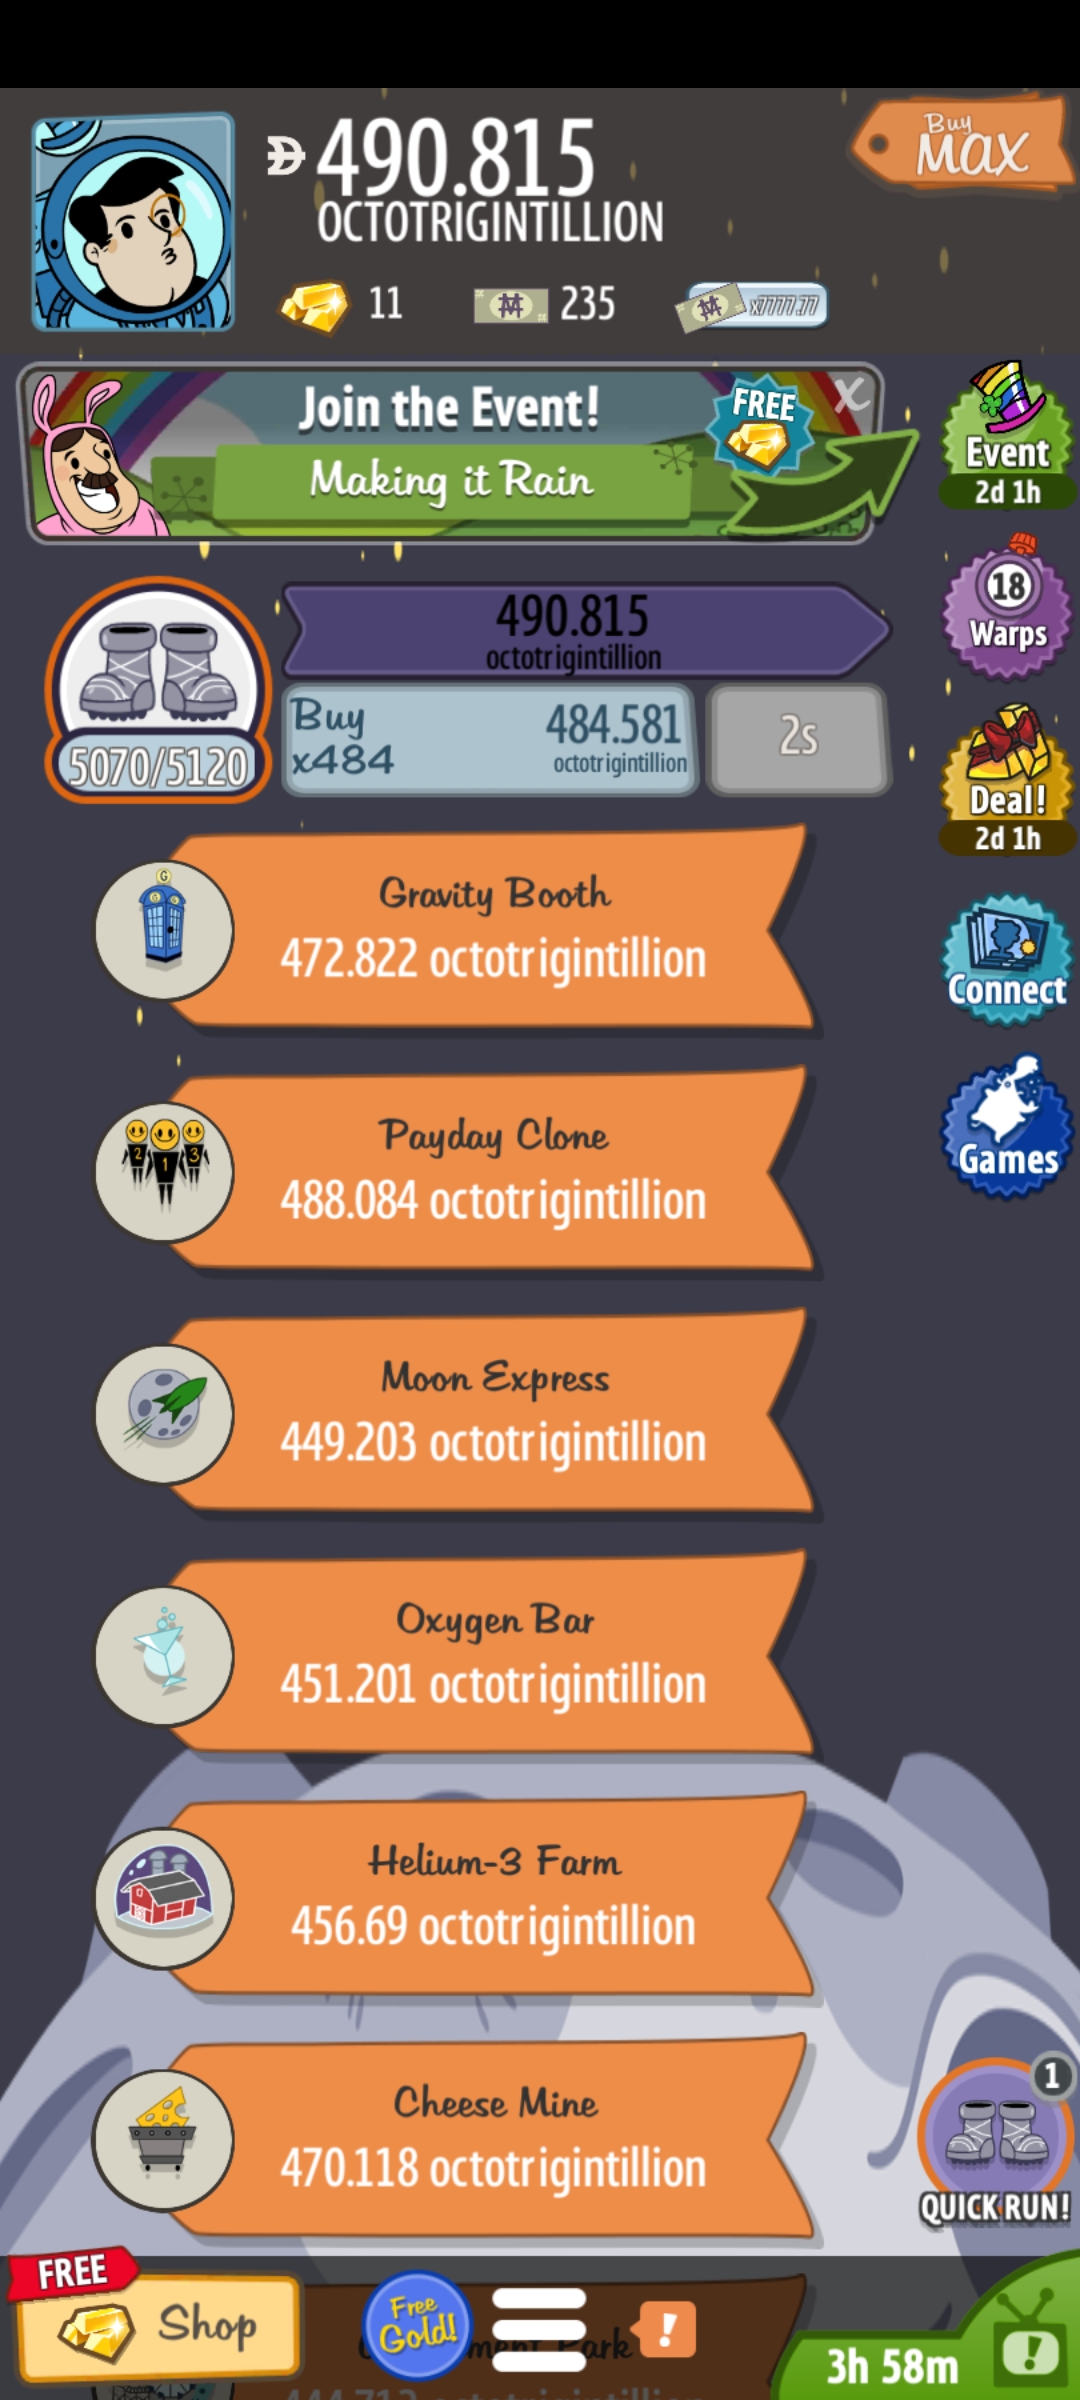 490.815
OCTOTRIGINTILLION
Buy
MAX
11
235
x7777.77
Join the Event!
FREE
X
Making it Rain
Event
2d 1h
18
Warps
490.815
octotrigintillion
Buy
x484
484.581
octotrigintillion
2s
5070/5120
Deal!
2d 1h
Gravity Booth
472.822 octotrigintillion
Connect
Payday Clone
488.084 octotrigintillion
2 1 3
Games
Moon Express
449.203 octotrigintillion
Oxygen Bar
451.201 octotrigintillion
Helium-3 Farm
456.69 octotrigintillion
Cheese Mine
470.118 octotrigintillion
1
QUICK RUN!
FREE
Shop
Free
Gold!
!
Park
3h 58m
!